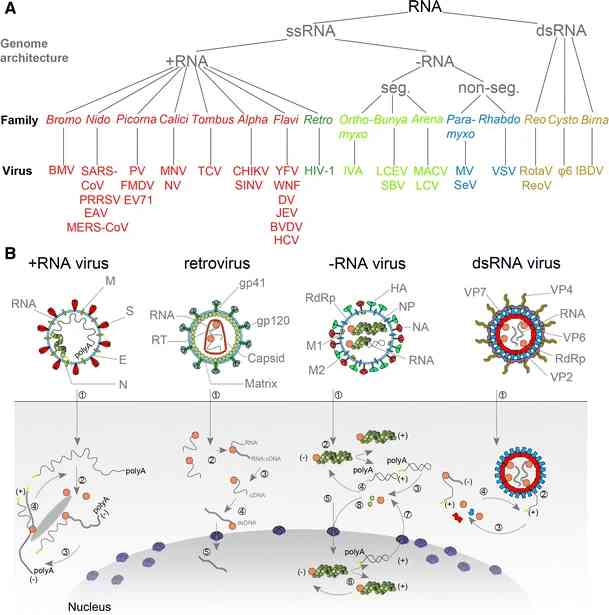 A
RNA
Genome architecture
ssRNA
dsRNA
+RNA
-RNA
seg.
non-seg.
Family
Bromo Nido Picorna Calici Tombus Alpha Flavi Retro Ortho-myxo Bunya Arena Para-myxo Rhabdo Reo Cysto Birna
Virus
BMV SARS-CoV PV MNV TCV CHIKV YFV HIV-1 IVA LCEV MACV MV VSV RotaV φ6 IBDV
PRRSV FMDV NV SINV WNF SBV LCV SeV ReoV
EAV EV71 DV
MERS-CoV JEV
BVDV
HCV
B
+RNA virus
retrovirus
-RNA virus
dsRNA virus
M
RNA
S
polyA
E
N
gp41
RNA
gp120
RT
Capsid
Matrix
HA
RdRp
NP
NA
M1
RNA
M2
VP7
VP4
RNA
VP6
RdRp
VP2
① ① ① ①
polyA
(+)
②
④
polyA
(-)
③
polyA
(-)
RNA
②
RNA:cDNA
③
cDNA
④
dsDNA
⑤
② (+)
(-)
polyA
(+)
④ ③
⑤ ⑧ ⑦
polyA
(-) (+)
⑥
(-)
④ ②
(+)
③
Nucleus